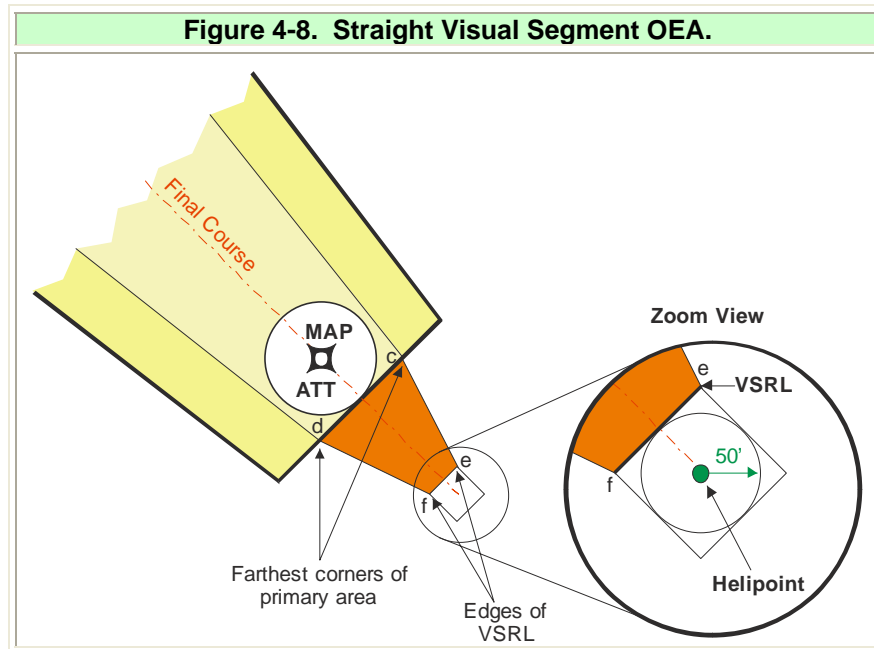 Figure 4-8. Straight Visual Segment OEA.
Final Course
MAP
ATT
c
d
e
f
Farthest corners of
primary area
Edges of
VSRL
Zoom View
e
VSRL
50'
f
Helipoint